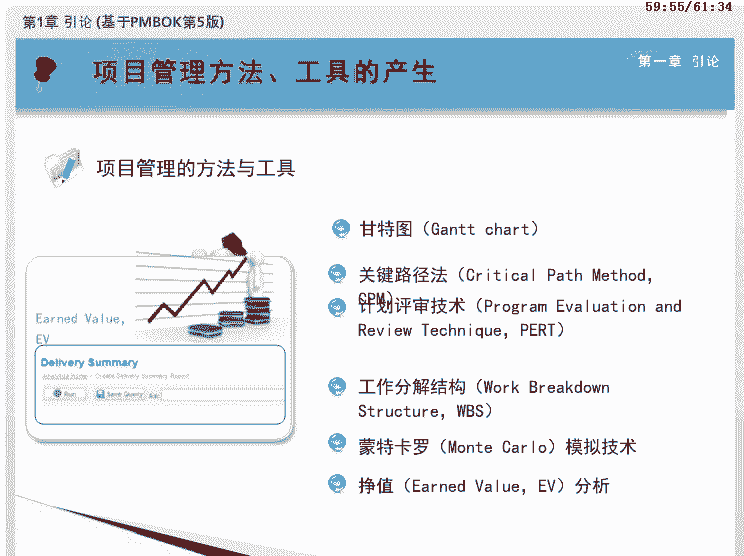 59:55/61:34
第1章 引论 (基于PMBOK第5版)
项目管理方法、工具的产生
第一章 引论
项目管理的方法与工具
甘特图（Gantt chart）
关键路径法（Critical Path Method,
CPM）
计划评审技术（Program Evaluation and
Review Technique, PERT）
工作分解结构（Work Breakdown
Structure, WBS）
蒙特卡罗（Monte Carlo）模拟技术
挣值（Earned Value, EV）分析
Earned Value,
EV
Delivery Summary
Create Delivery Summary Report
Run
Save Query